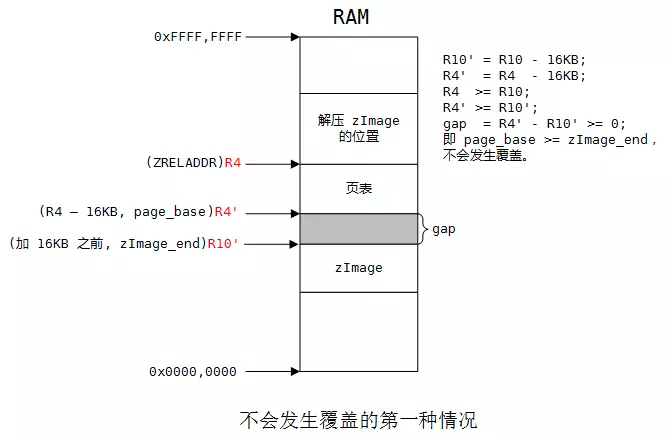 RAM
0xFFFF,FFFF
R10' = R10 - 16KB;
R4' = R4 - 16KB;
R4 >= R10;
R4' >= R10';
gap = R4' - R10' >= 0;
即 page_base >= zImage_end，
不会发生覆盖。
解压 zImage
的位置
(ZRELADDR)R4
页表
(R4 – 16KB, page_base)R4'
gap
(加 16KB 之前, zImage_end)R10'
zImage
0x0000,0000
不会发生覆盖的第一种情况